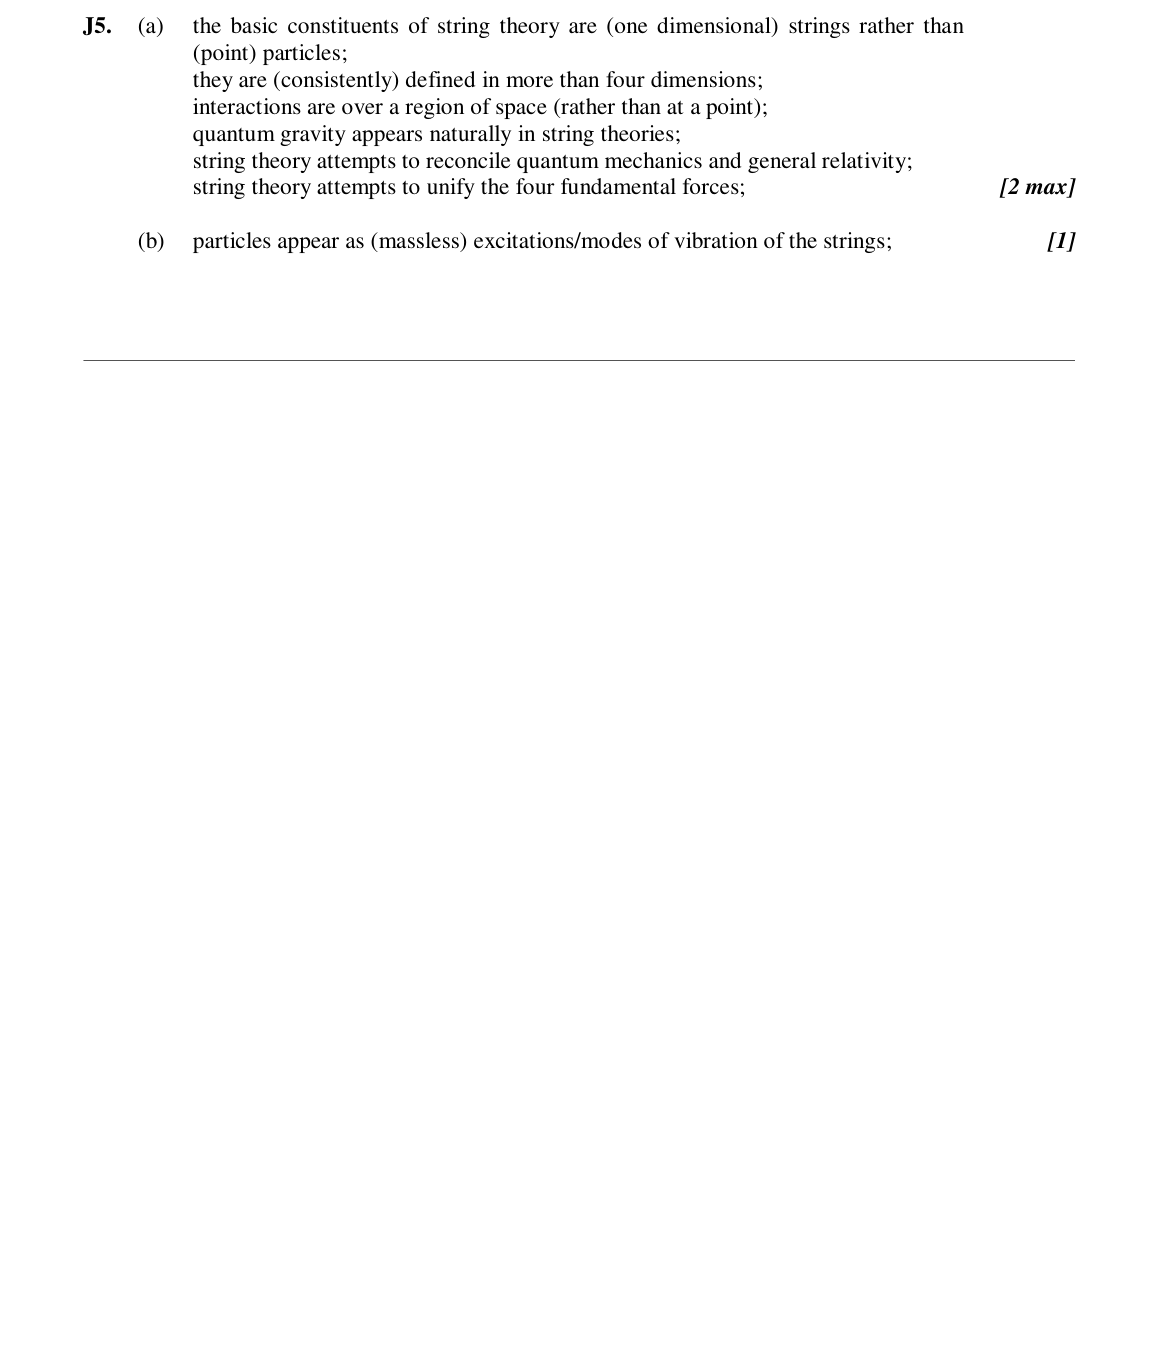 J5. (a) the basic constituents of string theory are (one dimensional) strings rather than
(point) particles;
they are (consistently) defined in more than four dimensions;
interactions are over a region of space (rather than at a point);
quantum gravity appears naturally in string theories;
string theory attempts to reconcile quantum mechanics and general relativity;
string theory attempts to unify the four fundamental forces; [2 max]
(b) particles appear as (massless) excitations/modes of vibration of the strings; [1]